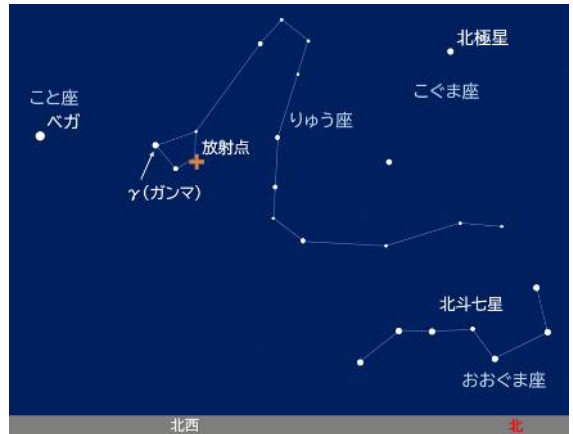 北極星
こぐま座
こと座
ベガ
りゅう座
放射点
γ(ガンマ)
北斗七星
おおぐま座
北西
北